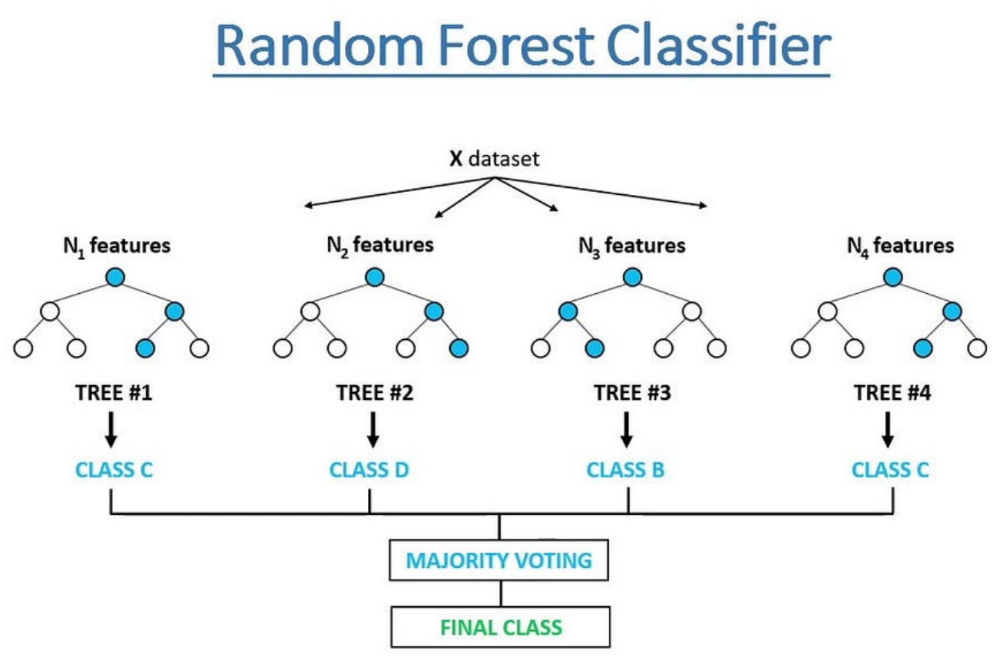 Random Forest Classifier
X dataset
N1 features
N2 features
N3 features
N4 features
TREE #1
TREE #2
TREE #3
TREE #4
CLASS C
CLASS D
CLASS B
CLASS C
MAJORITY VOTING
FINAL CLASS